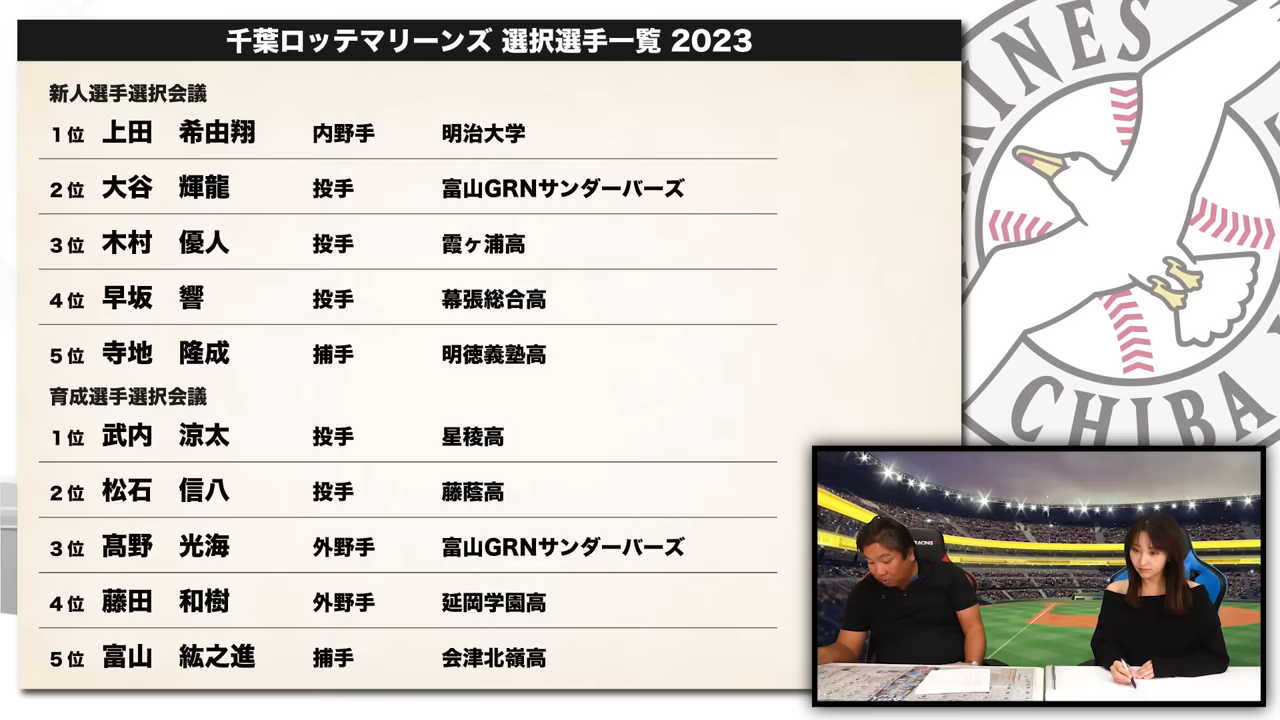 千葉ロッテマリーンズ 選択選手一覧 2023
新人選手選択会議
1位 上田 希由翔 内野手 明治大学
2位 大谷 輝龍 投手 富山GRNサンダーバーズ
3位 木村 優人 投手 霞ヶ浦高
4位 早坂 響 投手 幕張総合高
5位 寺地 隆成 捕手 明徳義塾高
育成選手選択会議
1位 武内 涼太 投手 星稜高
2位 松石 信八 投手 藤蔭高
3位 髙野 光海 外野手 富山GRNサンダーバーズ
4位 藤田 和樹 外野手 延岡学園高
5位 富山 紘之進 捕手 会津北嶺高
CHIBA
RACING